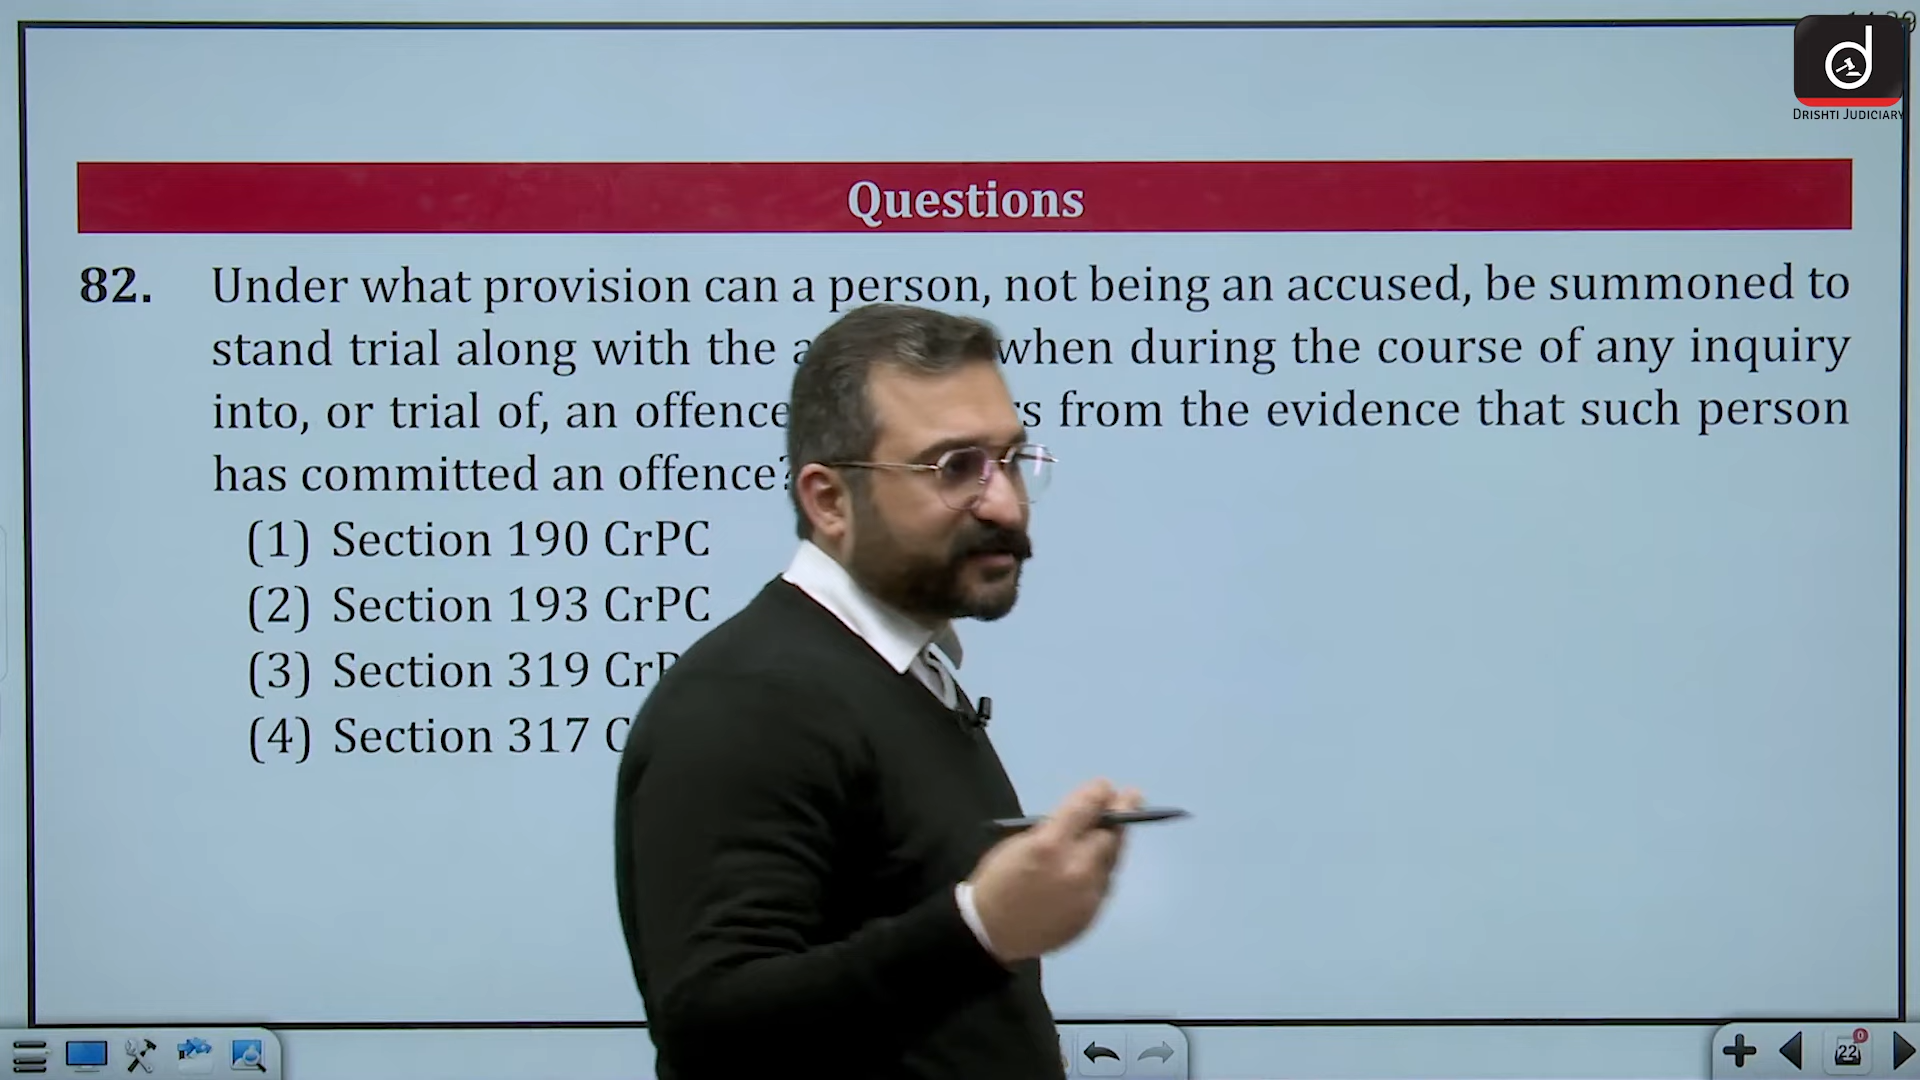 DRISHTI JUDICIARY
Questions
82. Under what provision can a person, not being an accused, be summoned to
stand trial along with the when during the course of any inquiry
into, or trial of, an offence from the evidence that such person
has committed an offence?
(1) Section 190 CrPC
(2) Section 193 CrPC
(3) Section 319
(4) Section 317
22
0